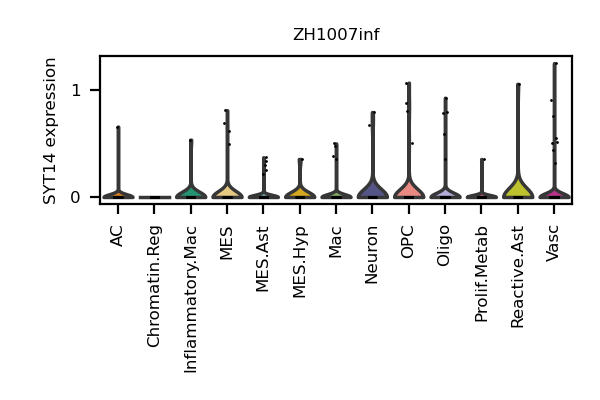 ZH1007inf
SYT14 expression
1
0
AC
Chromatin.Reg
Inflammatory.Mac
MES
MES.Ast
MES.Hyp
Mac
Neuron
OPC
Oligo
Prolif.Metab
Reactive.Ast
Vasc